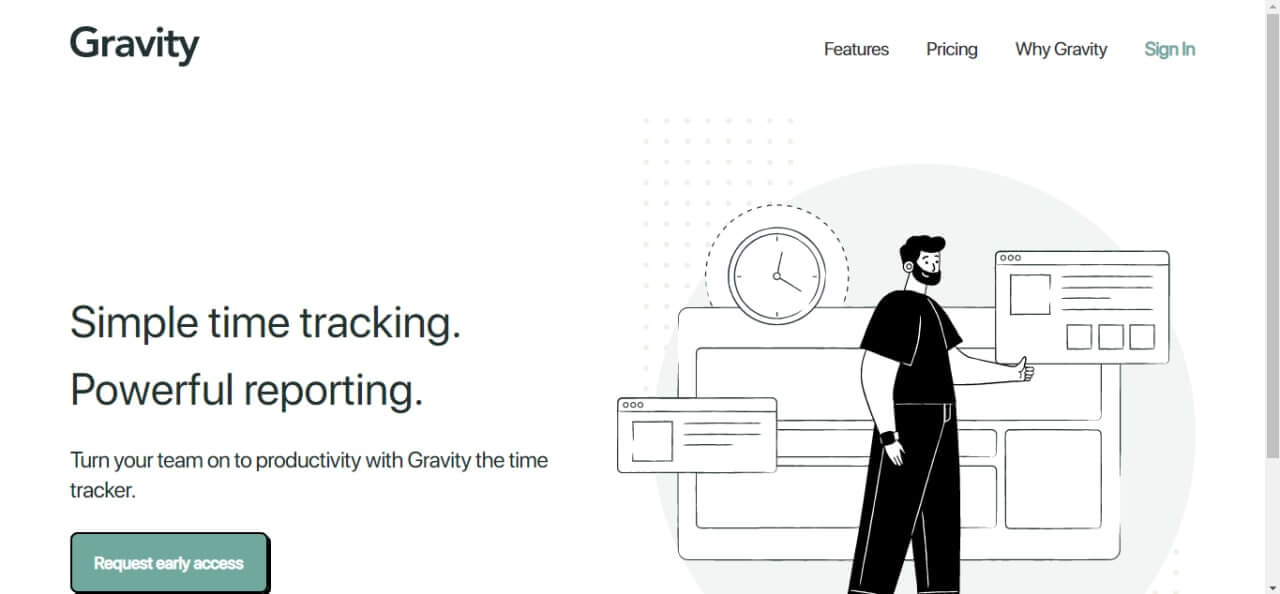 Gravity
Features Pricing Why Gravity Sign In
Simple time tracking.
Powerful reporting.
Turn your team on to productivity with Gravity the time
tracker.
Request early access